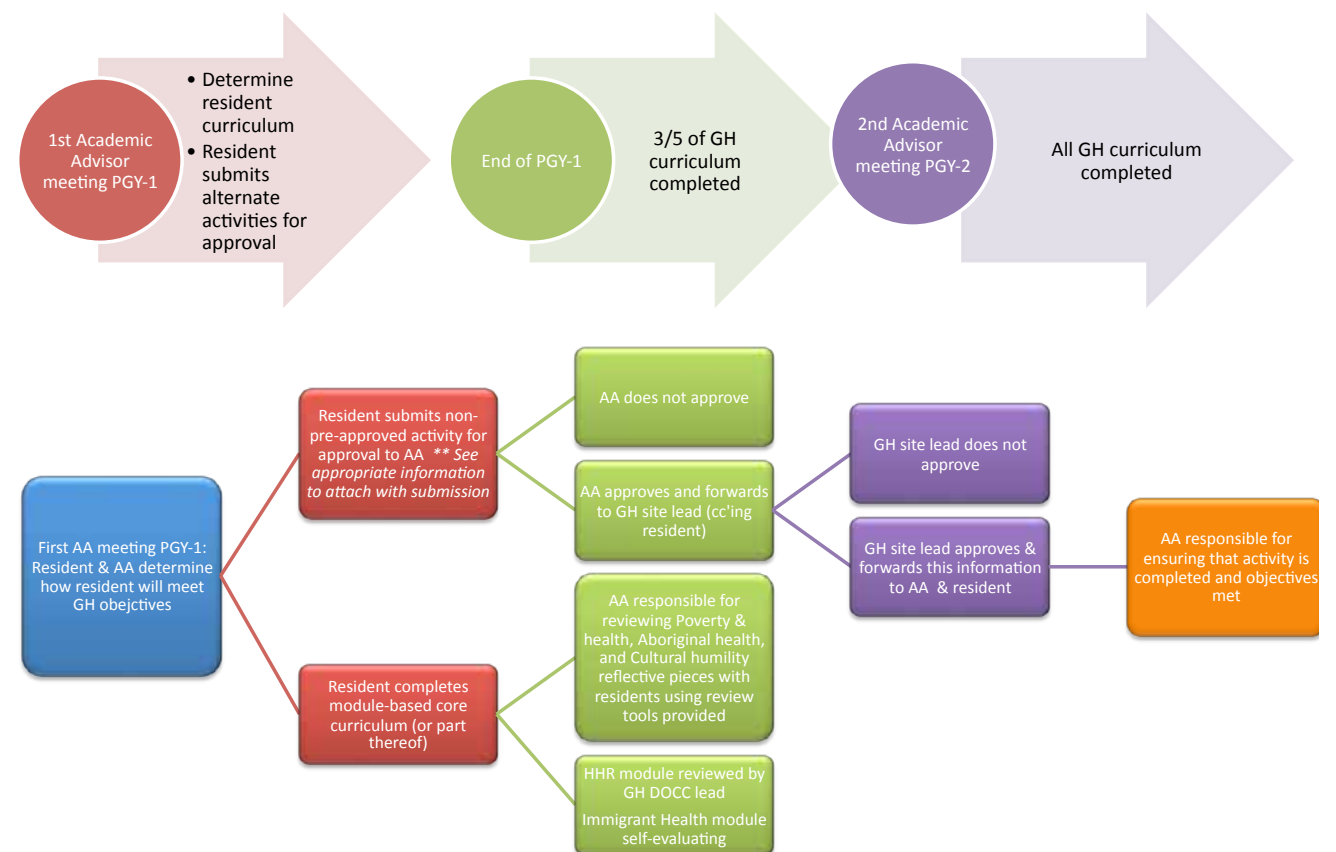 1st Academic
Advisor
meeting PGY-1
• Determine
resident
curriculum
• Resident
submits
alternate
activities for
approval
End of PGY-1
3/5 of GH
curriculum
completed
2nd Academic
Advisor
meeting PGY-2
All GH curriculum
completed
First AA meeting PGY-1:
Resident & AA determine
how resident will meet
GH obejctives
Resident submits non-
pre-approved activity for
approval to AA ** See
appropriate information
to attach with submission
AA does not approve
AA approves and forwards
to GH site lead (cc'ing
resident)
GH site lead does not
approve
GH site lead approves &
forwards this information
to AA & resident
AA responsible for
ensuring that activity is
completed and objectives
met
Resident completes
module-based core
curriculum (or part
thereof)
AA responsible for
reviewing Poverty &
health, Aboriginal health,
and Cultural humility
reflective pieces with
residents using review
tools provided
HHR module reviewed by
GH DOCC lead
Immigrant Health module
self-evaluating